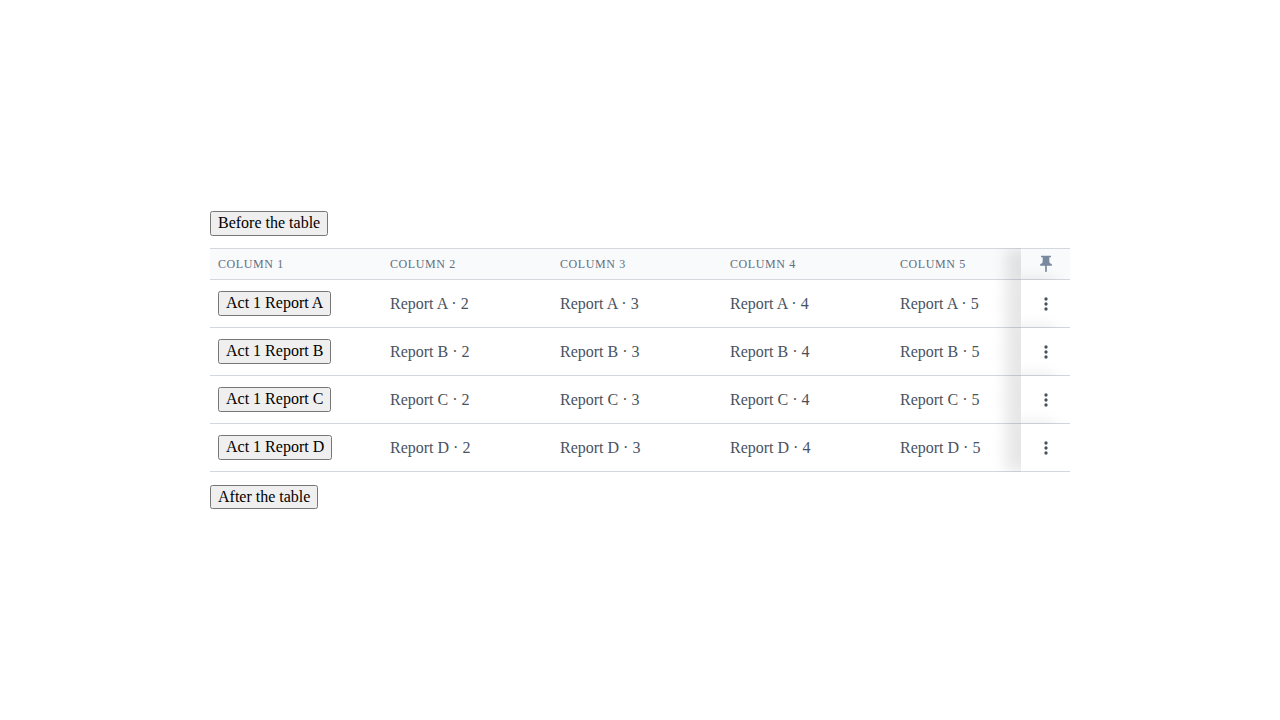 Before the table
COLUMN 1 COLUMN 2 COLUMN 3 COLUMN 4 COLUMN 5
Act 1 Report A Report A · 2 Report A · 3 Report A · 4 Report A · 5
Act 1 Report B Report B · 2 Report B · 3 Report B · 4 Report B · 5
Act 1 Report C Report C · 2 Report C · 3 Report C · 4 Report C · 5
Act 1 Report D Report D · 2 Report D · 3 Report D · 4 Report D · 5
After the table